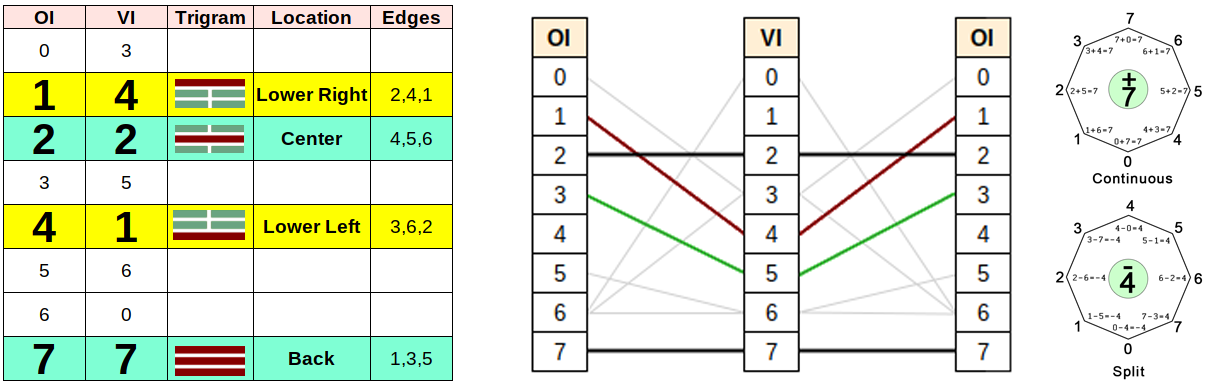 OI VI Trigram Location Edges
0 3
1 4 Lower Right 2,4,1
2 2 Center 4,5,6
3 5
4 1 Lower Left 3,6,2
5 6
6 0
7 7 Back 1,3,5
OI VI OI
0 0 0
1 1 1
2 2 2
3 3 3
4 4 4
5 5 5
6 6 6
7 7 7
7
7+0=7
3 6
3+4=7 6+1=7
+
7
2 2+5=7 5+2=7 5
1+6=7 4+3=7
1 4
0+7=7
0
Continuous
4
4-0=4
3 5
3-7=-4 5-1=4
-
4
2 2-6=-4 6-2=4 6
1-5=-4 7-3=4
1 7
0-4=-4
0
Split